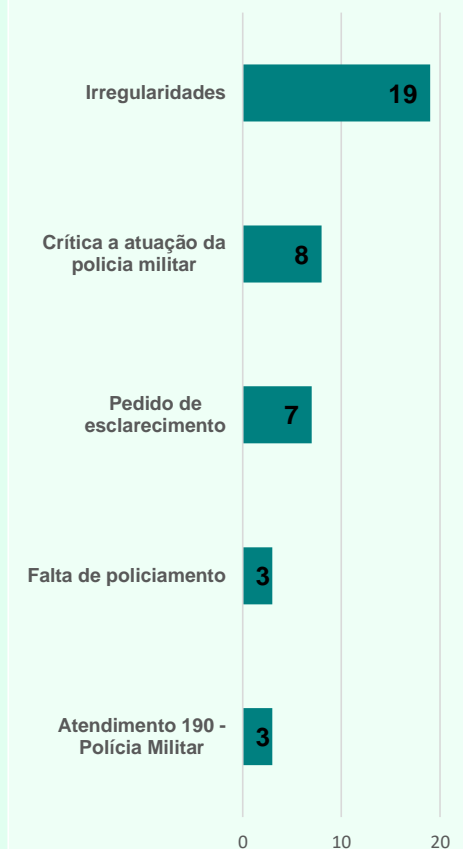 Irregularidades
19
Crítica a atuação da
policia militar
8
Pedido de
esclarecimento
7
Falta de policiamento
3
Atendimento 190 -
Polícia Militar
3
0
10
20